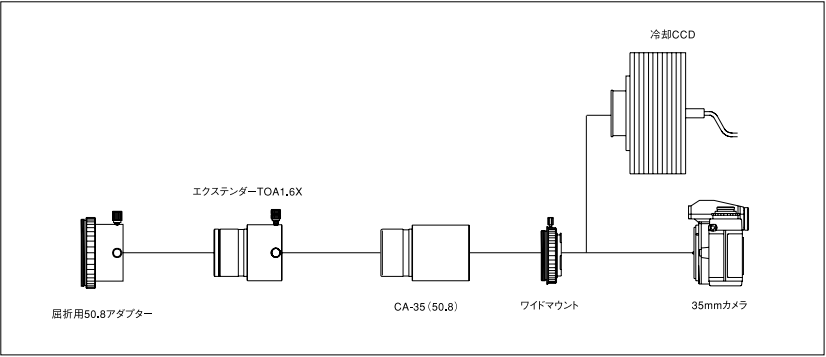 冷却CCD
エクステンダーTOA1.6X
屈折用50.8アダプター
CA-35(50.8)
ワイドマウント
35mmカメラ